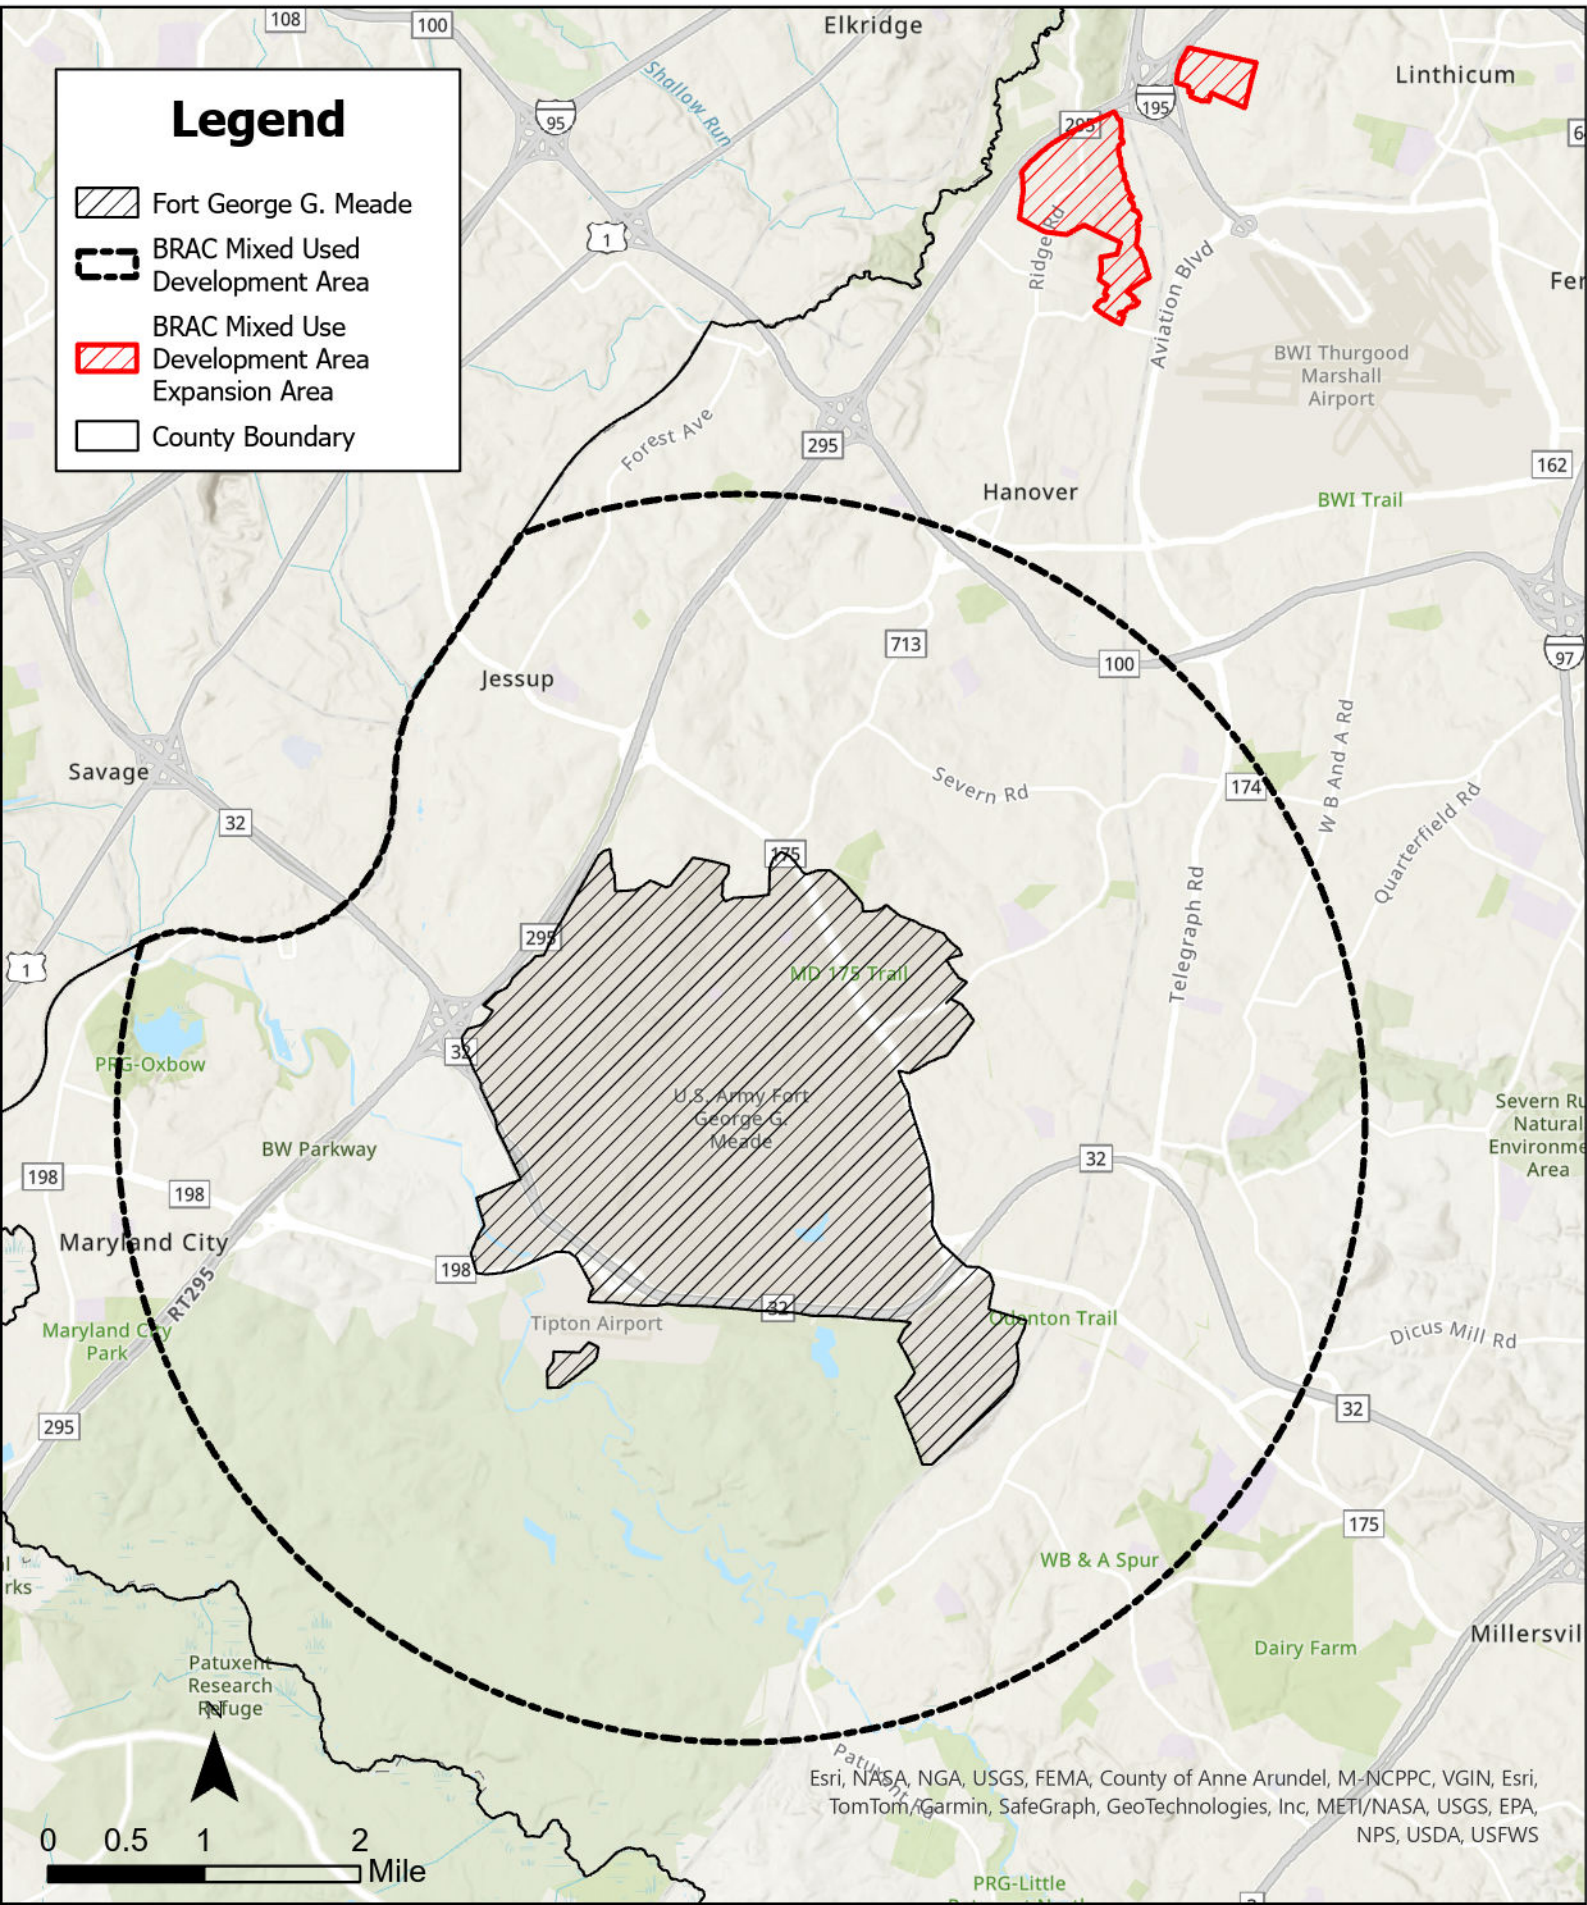 108
100
Elkridge
Linthicum
Shallow Run
95
195
295
1
Legend
Fort George G. Meade
BRAC Mixed Used
Development Area
BRAC Mixed Use
Development Area
Expansion Area
County Boundary
Ridge Rd
Aviation Blvd
Fer
BWI Thurgood
Marshall
Airport
Forest Ave
295
162
Hanover
BWI Trail
713
100
97
Jessup
Savage
32
Severn Rd
174
W B And A Rd
Quarterfield Rd
175
Telegraph Rd
295
MD 175 Trail
1
PRG-Oxbow
32
U.S. Army Fort
George G.
Meade
Severn Ru
Natural
Environme
Area
BW Parkway
32
198
198
Maryland City
198
RT295
Tipton Airport
32
Odenton Trail
Dicus Mill Rd
Maryland City
Park
295
32
175
WB & A Spur
Dairy Farm
Millersvil
rks
Patuxent
Research
Refuge
N
Patuxent Rd
Esri, NASA, NGA, USGS, FEMA, County of Anne Arundel, M-NCPPC, VGIN, Esri,
TomTom, Garmin, SafeGraph, GeoTechnologies, Inc, METI/NASA, USGS, EPA,
NPS, USDA, USFWS
0 0.5 1 2
Mile
PRG-Little